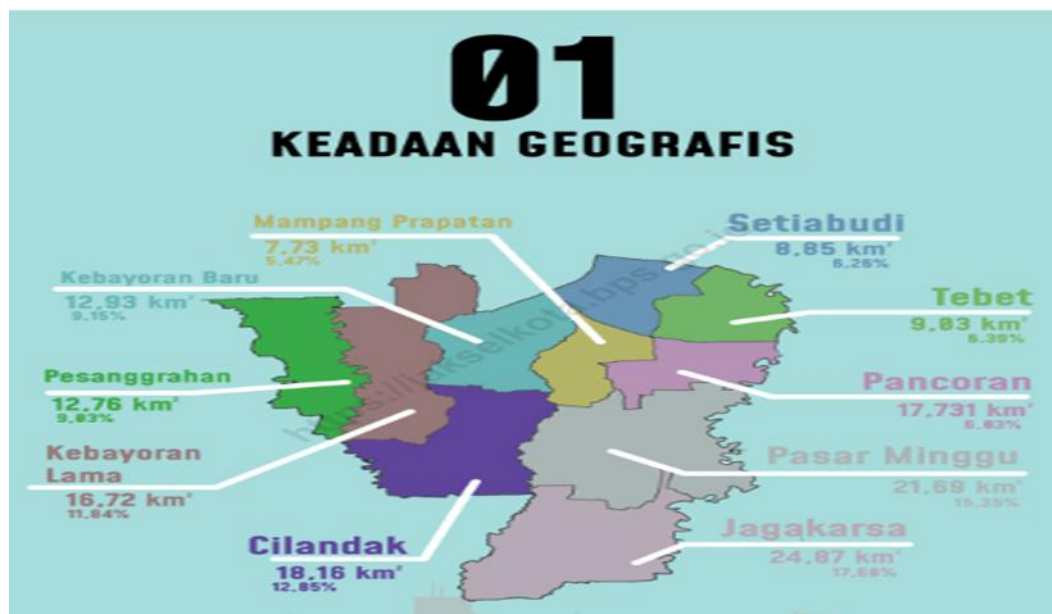 01
KEADAAN GEOGRAFIS
Mampang Prapatan
7,73 km²
5,47%
Setiabudi
8,85 km²
6,26%
Kebayoran Baru
12,93 km²
9,15%
Tebet
9,03 km²
6.39%
Pesanggrahan
12,76 km²
9,03%
Pancoran
17,731 km²
6,03%
Kebayoran
Lama
16,72 km²
11,84%
Pasar Minggu
21,69 km²
15,35%
Cilandak
18,16 km²
12,85%
Jagakarsa
24,87 km²
17,60%